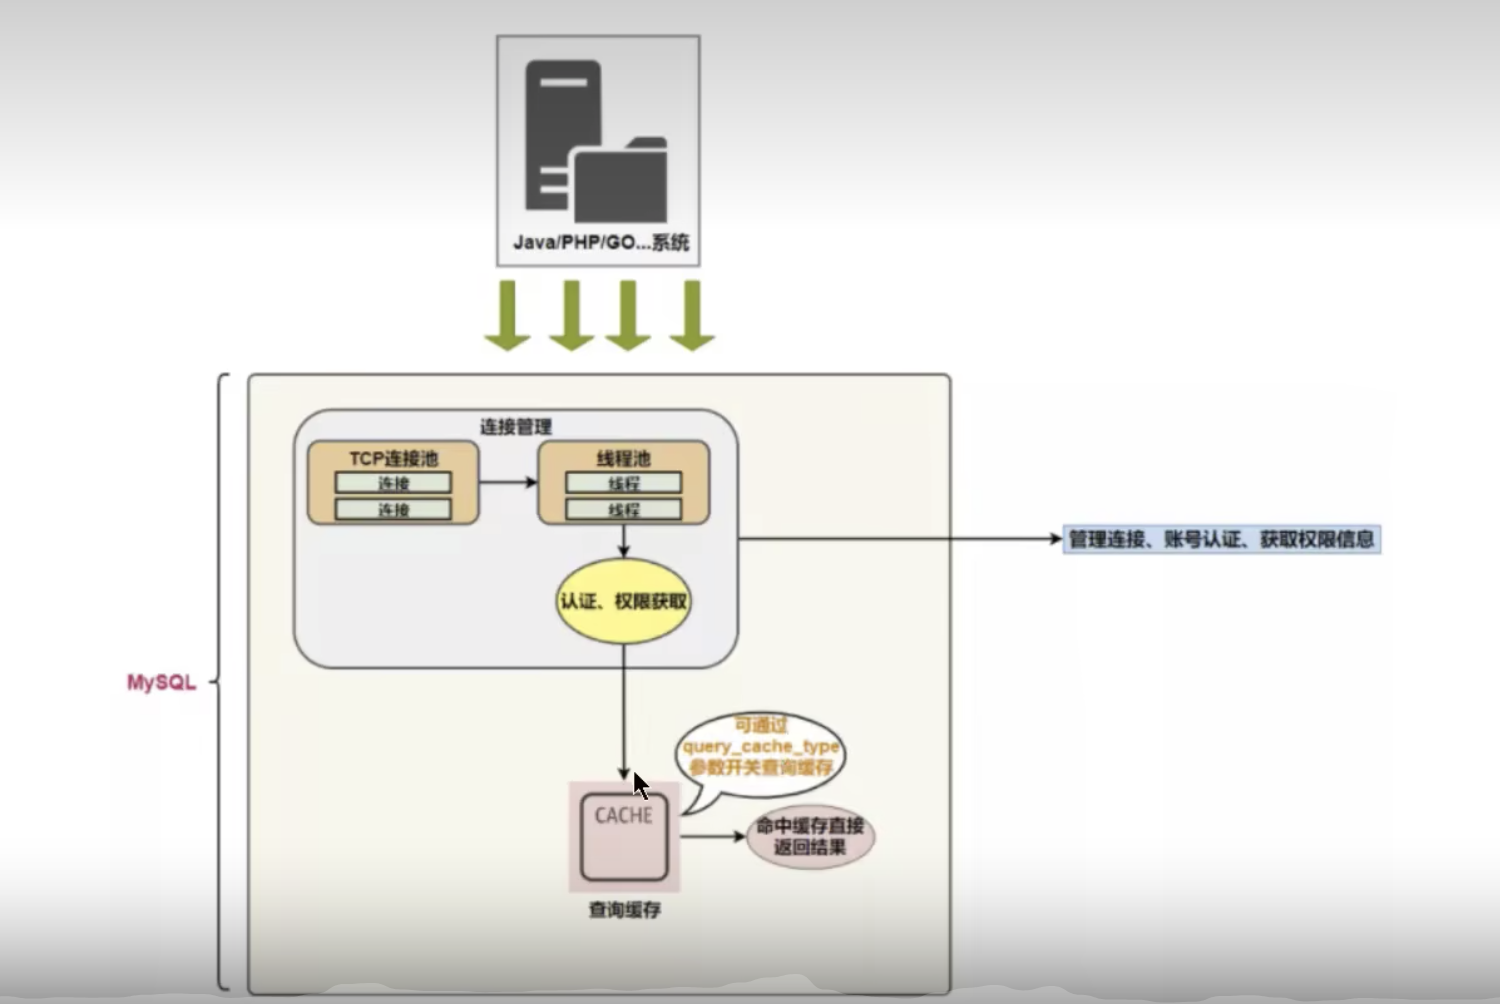 Java/PHP/GO...系统
连接管理
TCP连接池
连接
连接
线程池
线程
线程
认证、权限获取
管理连接、账号认证、获取权限信息
MySQL
可通过
query_cache_type
参数开关查询缓存
CACHE
命中缓存直接
返回结果
查询缓存